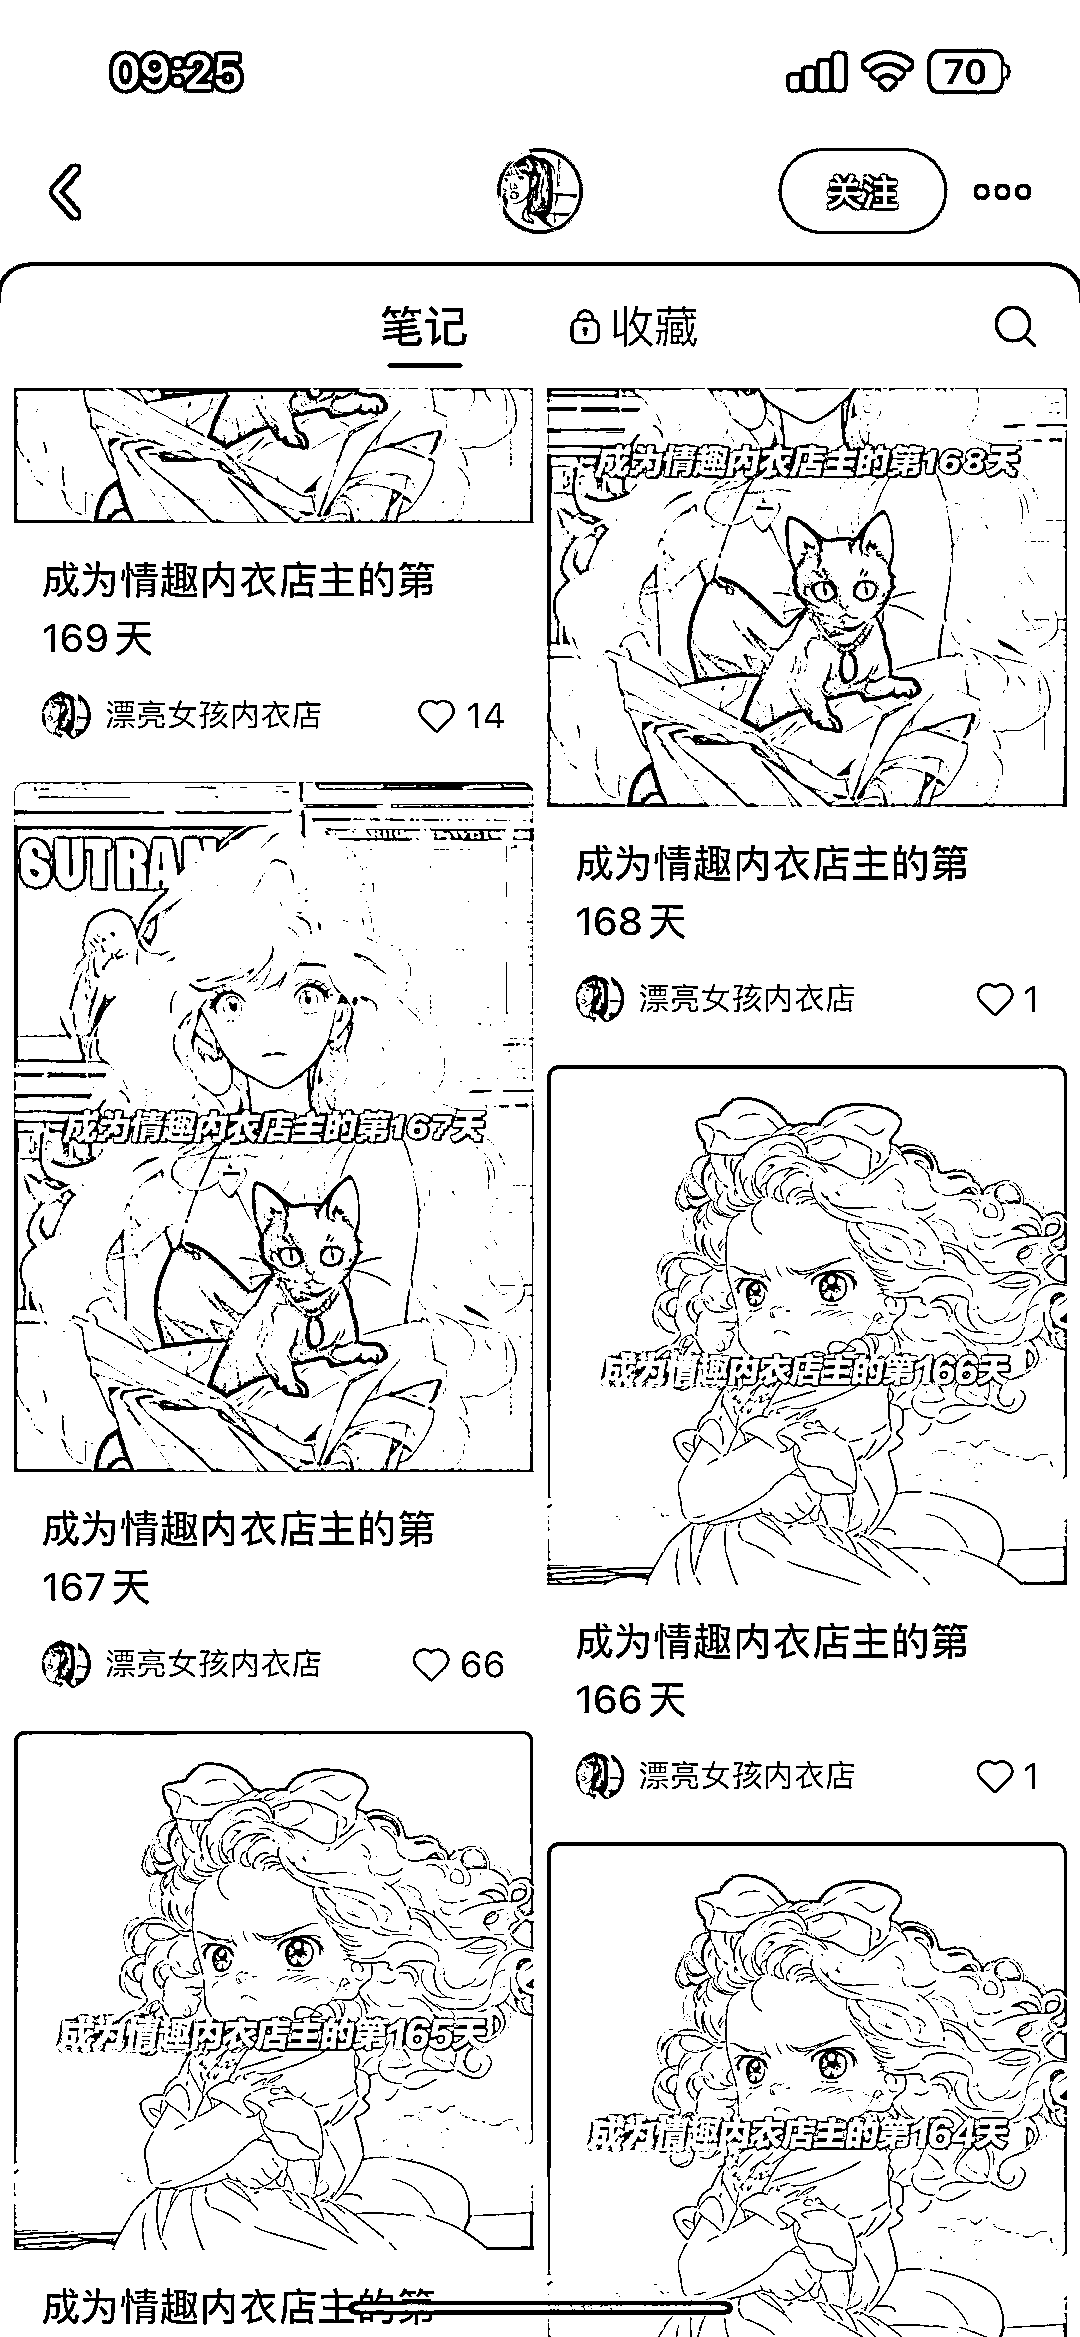 09:25
70
关注
笔记
收藏
成为情趣内衣店主的第
169天
漂亮女孩内衣店
14
成为情趣内衣店主的第168天
成为情趣内衣店主的第
168天
漂亮女孩内衣店
1
SUTRA
成为情趣内衣店主的第167天
成为情趣内衣店主的第
167天
漂亮女孩内衣店
66
成为情趣内衣店主的第166天
成为情趣内衣店主的第
166天
漂亮女孩内衣店
1
成为情趣内衣店主的第165天
成为情趣内衣店主的第
成为情趣内衣店主的第164天